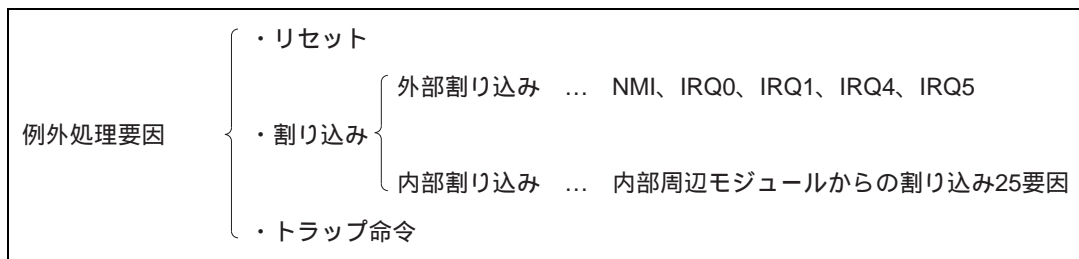 ・リセット
外部割り込み … NMI、IRQ0、IRQ1、IRQ4、IRQ5
例外処理要因 ・割り込み
内部割り込み … 内部周辺モジュールからの割り込み25要因
・トラップ命令